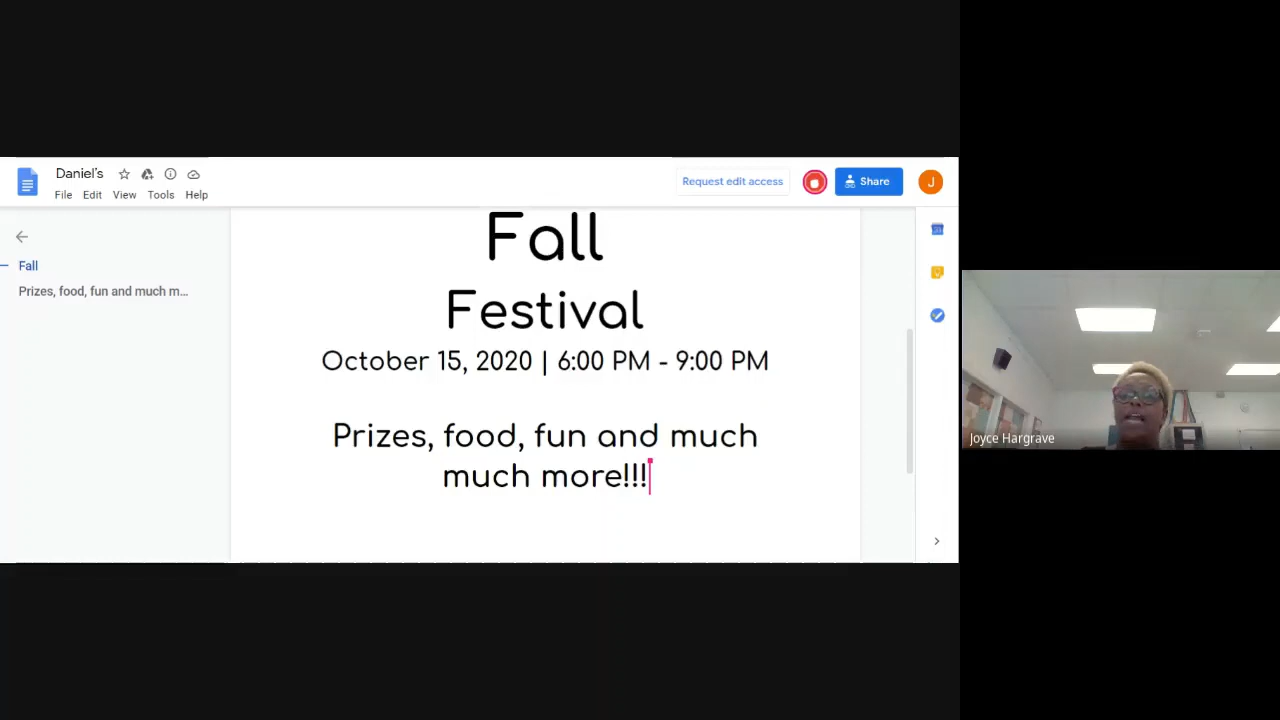 Daniel's
File Edit View Tools Help
Request edit access
Share
J
Fall
Prizes, food, fun and much m...
Fall
Festival
October 15, 2020 | 6:00 PM - 9:00 PM
Prizes, food, fun and much
much more!!!
Joyce Hargrave